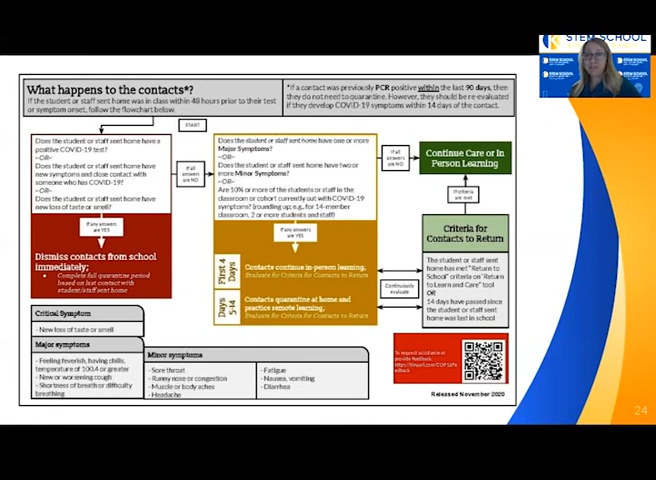 STEM SCHOOL
What happens to the contacts*?
If the student or staff sent home was in class within 48 hours prior to their test
or symptom onset, follow the flowchart below.
*If a contact was previously PCR positive within the last 90 days, then
they do not need to quarantine. However, they should be re-evaluated
if they develop COVID-19 symptoms within 14 days of the contact.
START
Does the student or staff sent home have a
positive COVID-19 test?
--OR--
Does the student or staff sent home have
new symptoms and close contact with
someone who has COVID-19?
--OR--
Does the student or staff sent home have
new loss of taste or smell?
If any answers
are YES
Dismiss contacts from school
immediately;
• Complete full quarantine period
based on last contact with
student/staff sent home
If all
answers
are NO
Does the student or staff sent home have one or more
Major Symptoms?
--OR--
Does the student or staff sent home have two or
more Minor Symptoms?
--OR--
Are 10% or more of the students or staff in the
classroom or cohort currently out with COVID-19
symptoms? (rounding up; e.g., for 14-member
classroom, 2 or more students and staff)
If any answers
are YES
First 4
Days
Contacts continue in-person learning;
Evaluate for Criteria for Contacts to Return
Days
5-14
Contacts quarantine at home and
practice remote learning;
Evaluate for Criteria for Contacts to Return
If all
answers
are NO
Continue Care or In
Person Learning
If criteria
are met
Criteria for
Contacts to Return
The student or staff sent
home has met "Return to
School" criteria on "Return
to Learn and Care" tool
OR
14 days have passed since
the student or staff sent
home was last in school
Continuously
evaluate
Critical Symptom
- New loss of taste or smell
Major symptoms
- Feeling feverish, having chills,
temperature of 100.4 or greater
- New or worsening cough
- Shortness of breath or difficulty
breathing
Minor symptoms
- Sore throat
- Runny nose or congestion
- Muscle or body aches
- Headache
- Fatigue
- Nausea, vomiting
- Diarrhea
To request assistance or
provide feedback:
Released November 2020
24